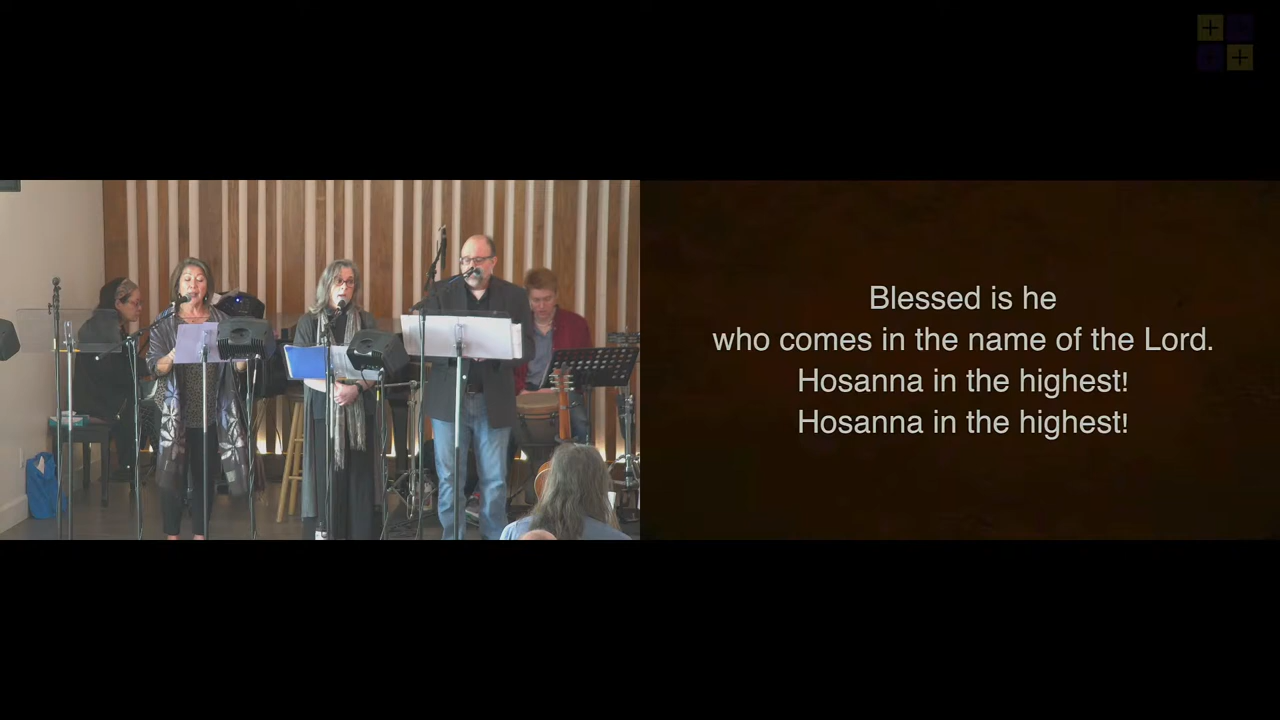 Blessed is he
who comes in the name of the Lord.
Hosanna in the highest!
Hosanna in the highest!